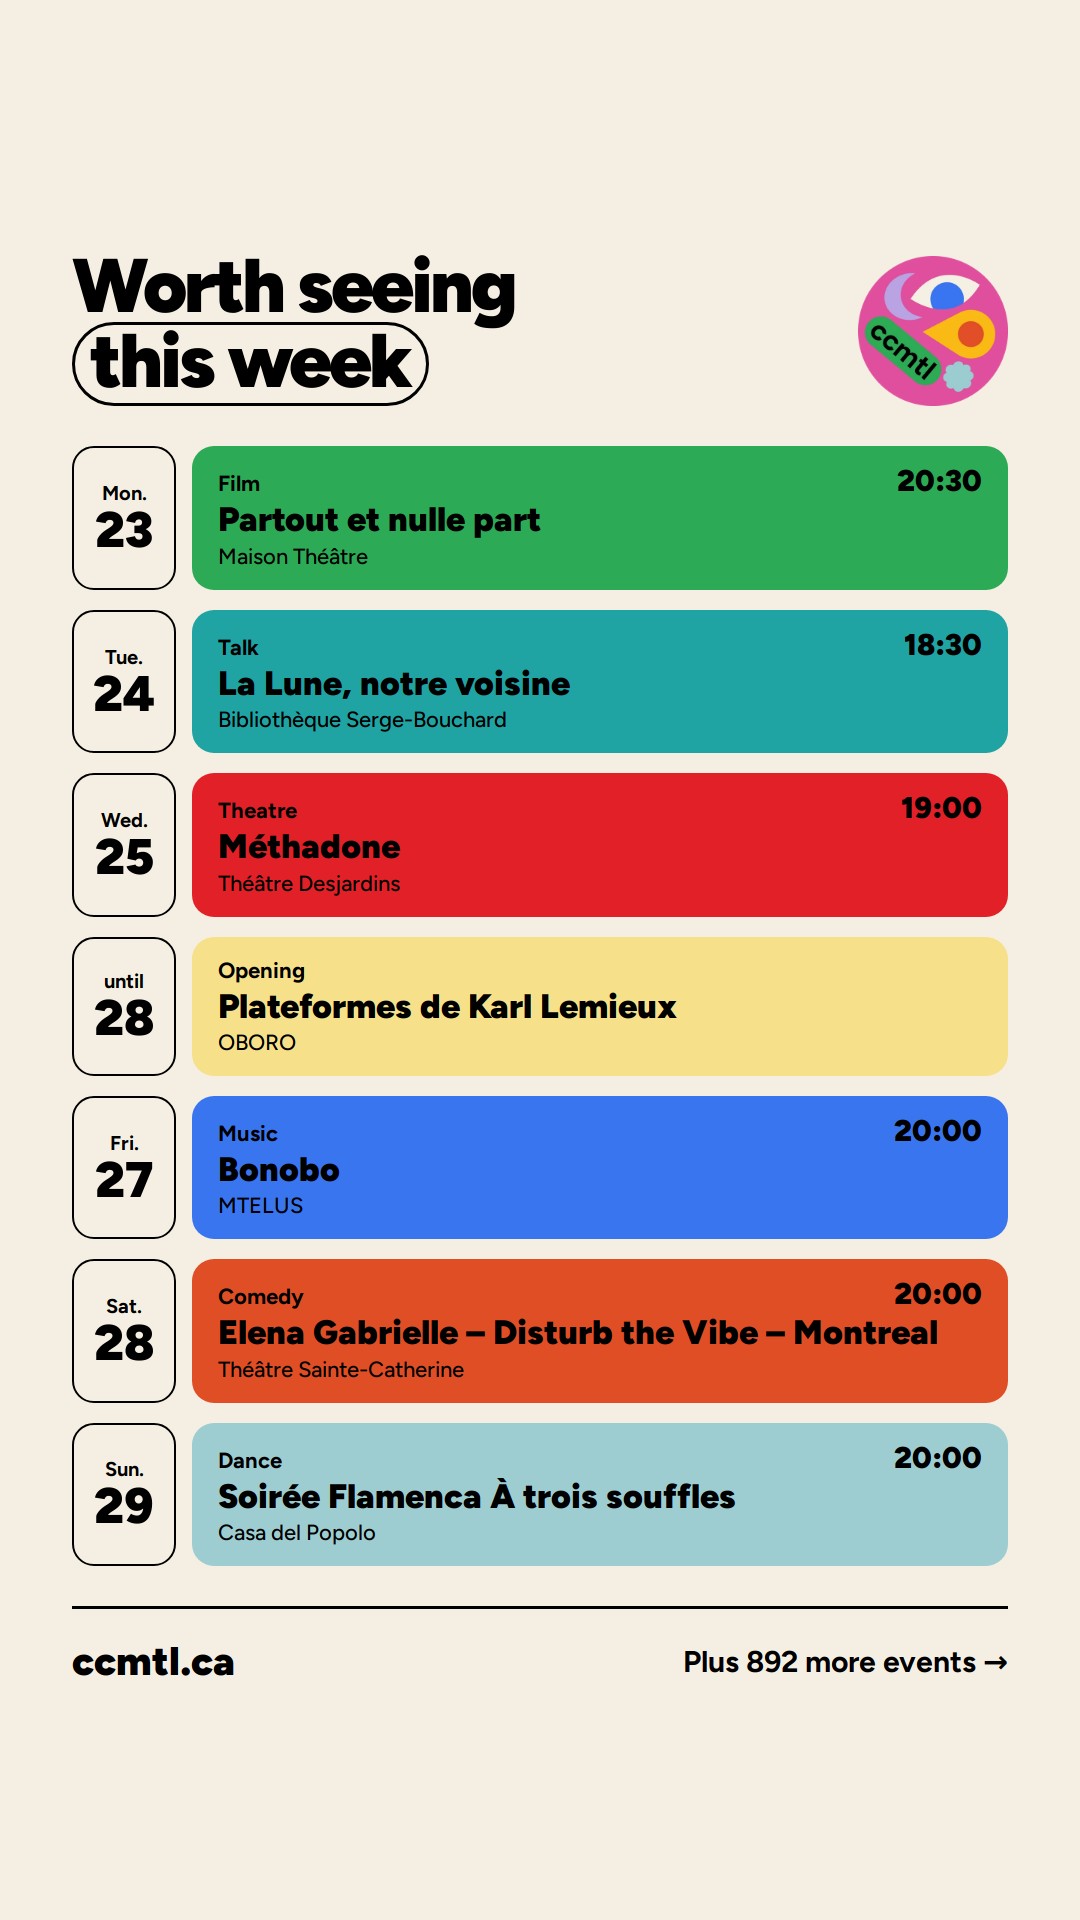 Worth seeing
this week
ccmtl
Mon.
23
Film
20:30
Partout et nulle part
Maison Théâtre
Tue.
24
Talk
18:30
La Lune, notre voisine
Bibliothèque Serge-Bouchard
Wed.
25
Theatre
19:00
Méthadone
Théâtre Desjardins
until
28
Opening
Plateformes de Karl Lemieux
OBORO
Fri.
27
Music
20:00
Bonobo
MTELUS
Sat.
28
Comedy
20:00
Elena Gabrielle – Disturb the Vibe – Montreal
Théâtre Sainte-Catherine
Sun.
29
Dance
20:00
Soirée Flamenca À trois souffles
Casa del Popolo
ccmtl.ca
Plus 892 more events →